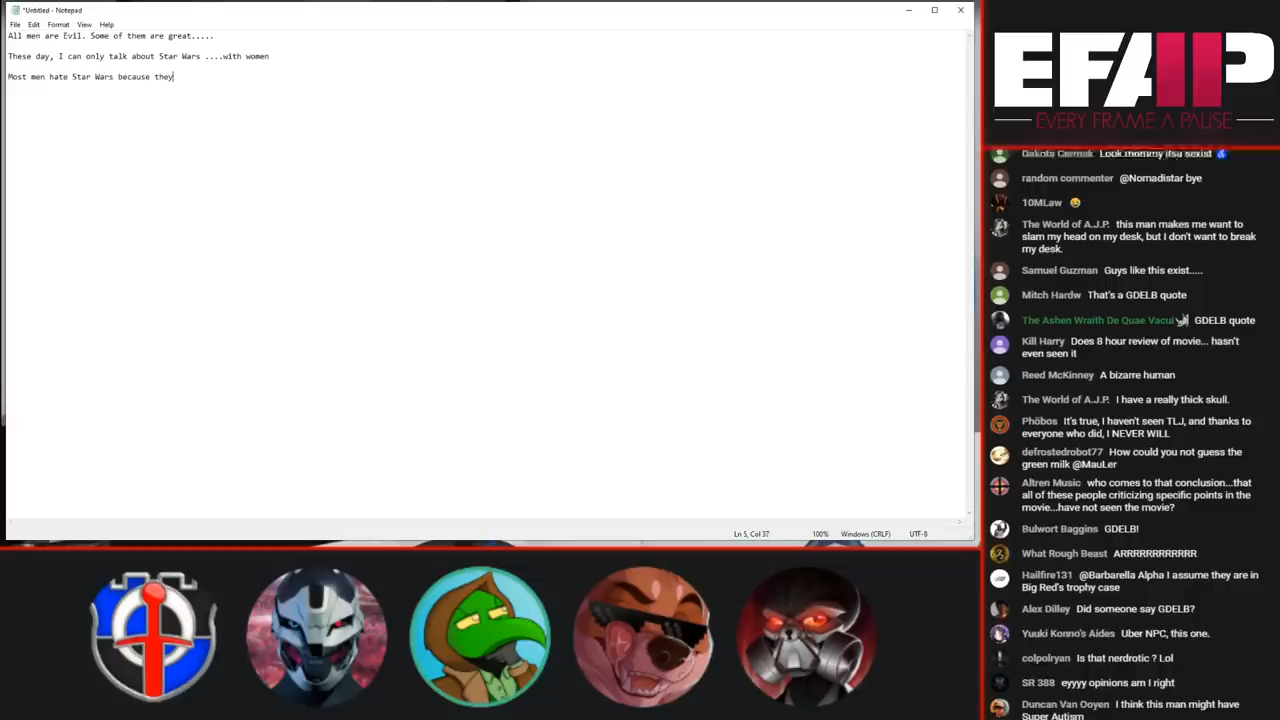 *Untitled - Notepad
File Edit Format View Help
All men are Evil. Some of them are great.....
These day, I can only talk about Star Wars ....with women
Most men hate Star Wars because they
Ln 5, Col 37 100% Windows (CRLF) UTF-8
EFAP
EVERY FRAME A PAUSE
Look mommy
random commenter @Nomadistar bye
10MLaw 😂
The World of A.J.P. this man makes me want to
slam my head on my desk, but I don't want to break
my desk.
Samuel Guzman Guys like this exist.....
Mitch Hardw That's a GDELB quote
The Ashen Wraith De Quae Vacui GDELB quote
Kill Harry Does 8 hour review of movie... hasn't
even seen it
Reed McKinney A bizarre human
The World of A.J.P. I have a really thick skull.
Phöbos It's true, I haven't seen TLJ, and thanks to
everyone who did, I NEVER WILL
defrostedrobot77 How could you not guess the
green milk @MauLer
Altren Music who comes to that conclusion...that
all of these people criticizing specific points in the
movie...have not seen the movie?
Bulwort Baggins GDELB!
What Rough Beast ARRRRRRRRRRRR
Hailfire131 @Barbarella Alpha I assume they are in
Big Red's trophy case
Alex Dilley Did someone say GDELB?
Yuuki Konno's Aides Uber NPC, this one.
colpolryan Is that nerdrotic ? Lol
SR 388 eyyyy opinions am I right
Duncan Van Ooyen I think this man might have
Super Autism